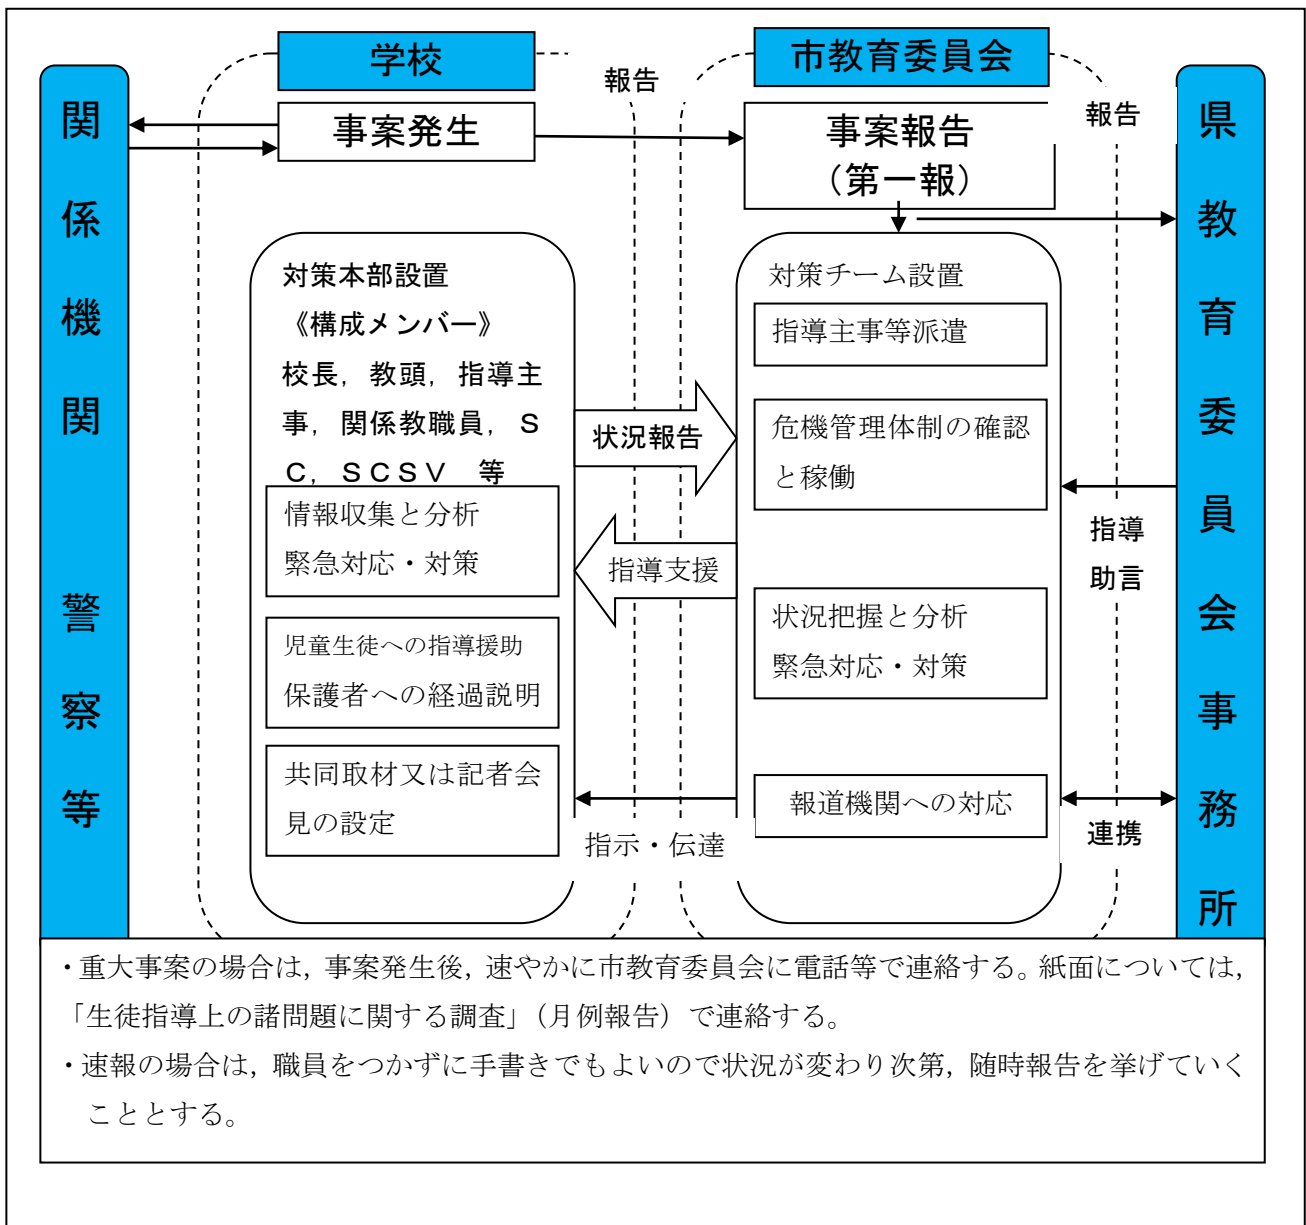 学校
市教育委員会
報告
報告
関係機関　警察等
事案発生
事案報告
（第一報）
県教育委員会事務所
対策本部設置
《構成メンバー》
校長，教頭，指導主
事，関係教職員，Ｓ
Ｃ，ＳＣＳＶ　等
情報収集と分析
緊急対応・対策
児童生徒への指導援助
保護者への経過説明
共同取材又は記者会
見の設定
状況報告
指導支援
指示・伝達
対策チーム設置
指導主事等派遣
危機管理体制の確認
と稼働
状況把握と分析
緊急対応・対策
報道機関への対応
指導
助言
連携
・重大事案の場合は，事案発生後，速やかに市教育委員会に電話等で連絡する。紙面については，
「生徒指導上の諸問題に関する調査」（月例報告）で連絡する。
・速報の場合は，職員をつかずに手書きでもよいので状況が変わり次第，随時報告を挙げていく
こととする。